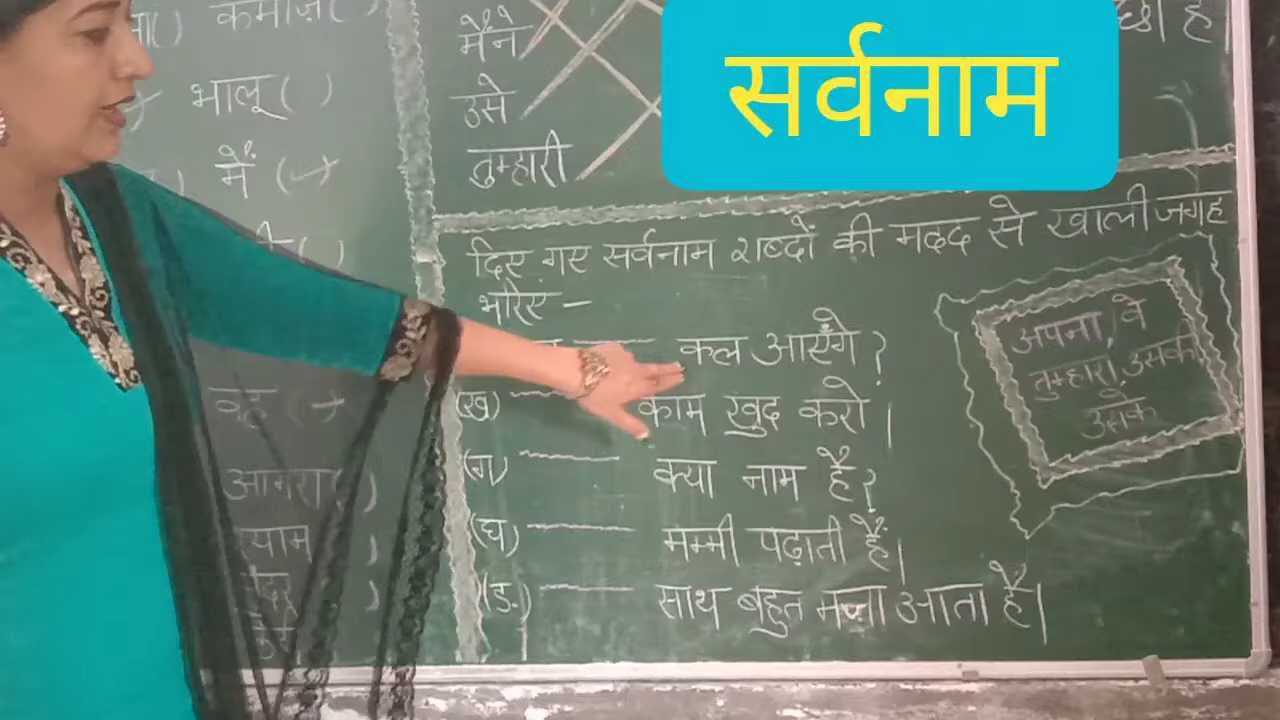 कमीज़ ( )
भालू ( )
में (
वह (
आगरा ( )
मैंने
उसे
तुम्हारी
सर्वनाम
दिए गए सर्वनाम शब्दों की मदद से खाली जगह
भरिए –
कल आएँगे ?
(ख) काम खुद करो ।
(ग) क्या नाम है ?
(घ) मम्मी पढ़ाती हैं ।
(ङ) साथ बहुत मज़ा आता है ।
अपना, वे
तुम्हारा, उसकी
उसके